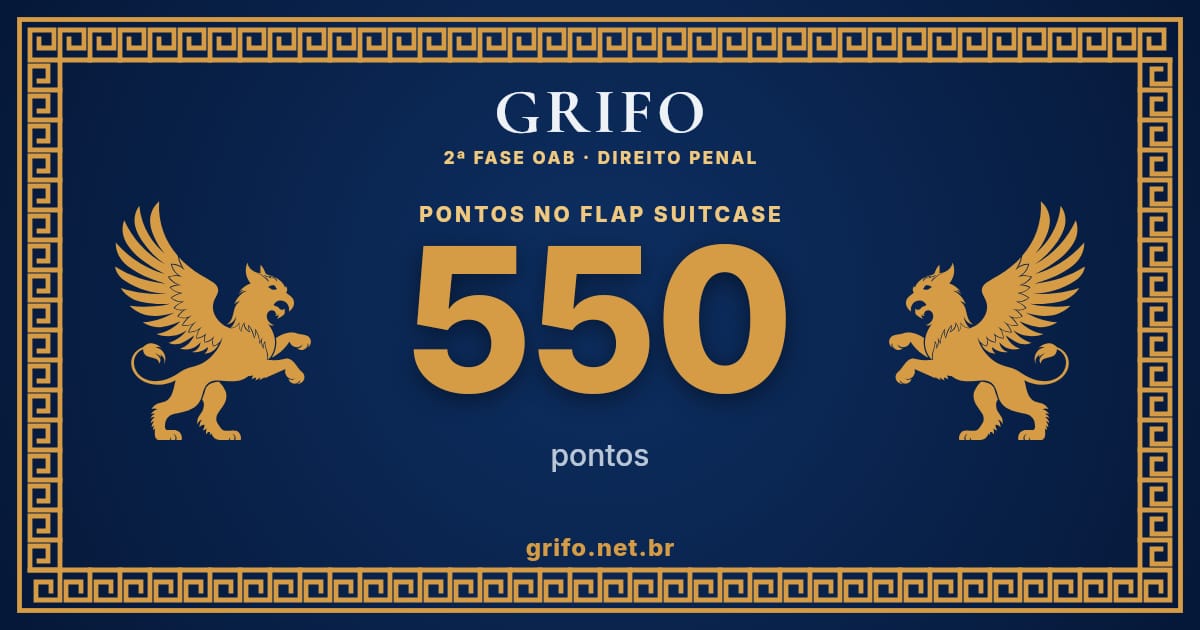 GRIFO
2ª FASE OAB · DIREITO PENAL
PONTOS NO FLAP SUITCASE
550
pontos
grifo.net.br